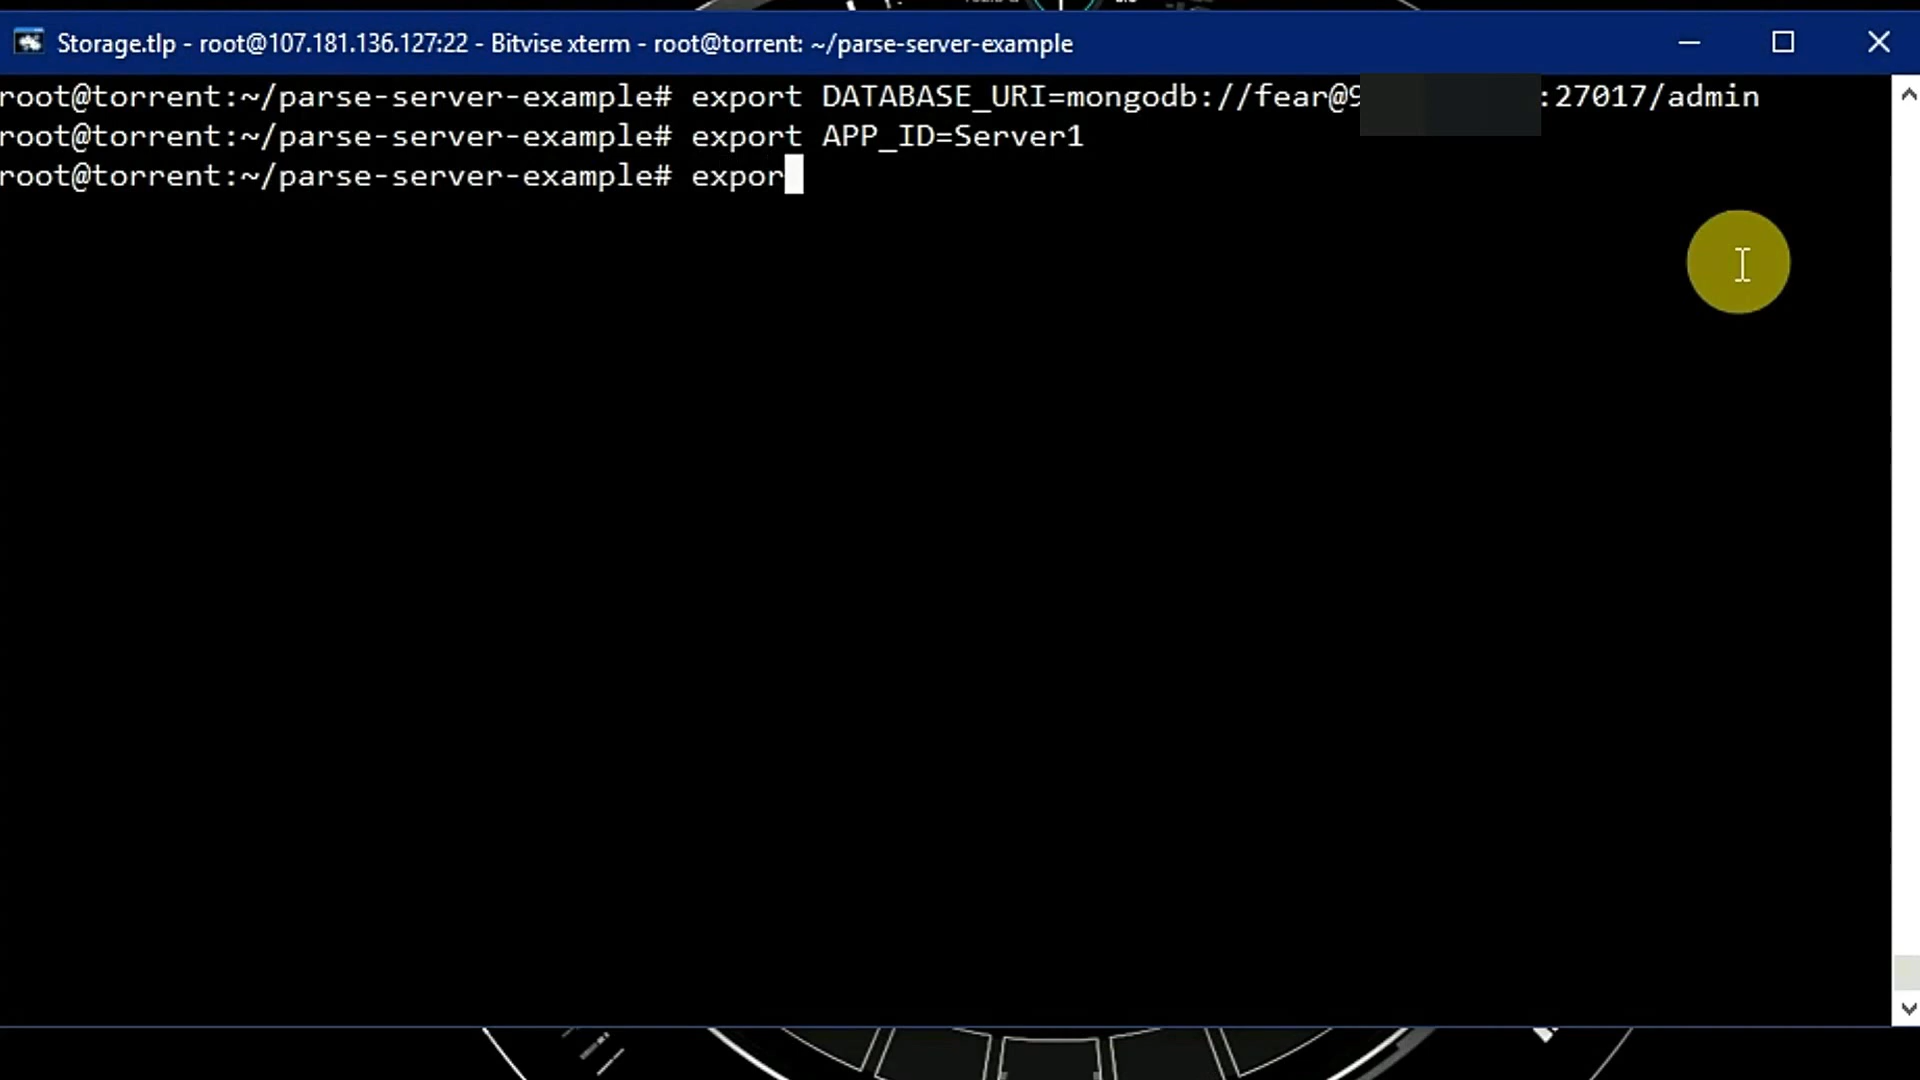 Storage.tlp - root@107.181.136.127:22 - Bitvise xterm - root@torrent: ~/parse-server-example
root@torrent:~/parse-server-example# export DATABASE_URI=mongodb://fear@9 :27017/admin
root@torrent:~/parse-server-example# export APP_ID=Server1
root@torrent:~/parse-server-example# expor